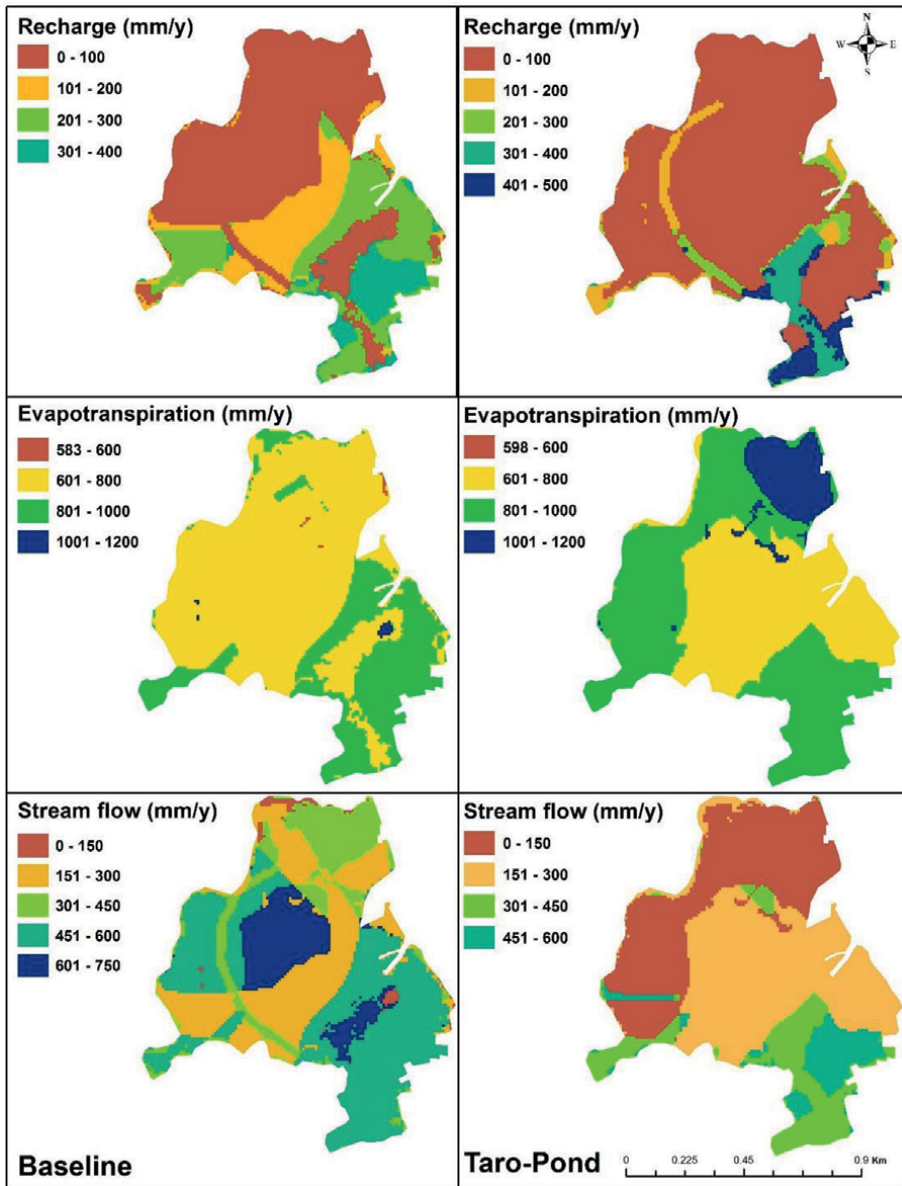 Recharge (mm/y)
0 - 100
101 - 200
201 - 300
301 - 400
Recharge (mm/y)
0 - 100
101 - 200
201 - 300
301 - 400
401 - 500
N
W E
S
Evapotranspiration (mm/y)
583 - 600
601 - 800
801 - 1000
1001 - 1200
Evapotranspiration (mm/y)
598 - 600
601 - 800
801 - 1000
1001 - 1200
Stream flow (mm/y)
0 - 150
151 - 300
301 - 450
451 - 600
601 - 750
Baseline
Stream flow (mm/y)
0 - 150
151 - 300
301 - 450
451 - 600
Taro-Pond
0 0.225 0.45 0.9 Km